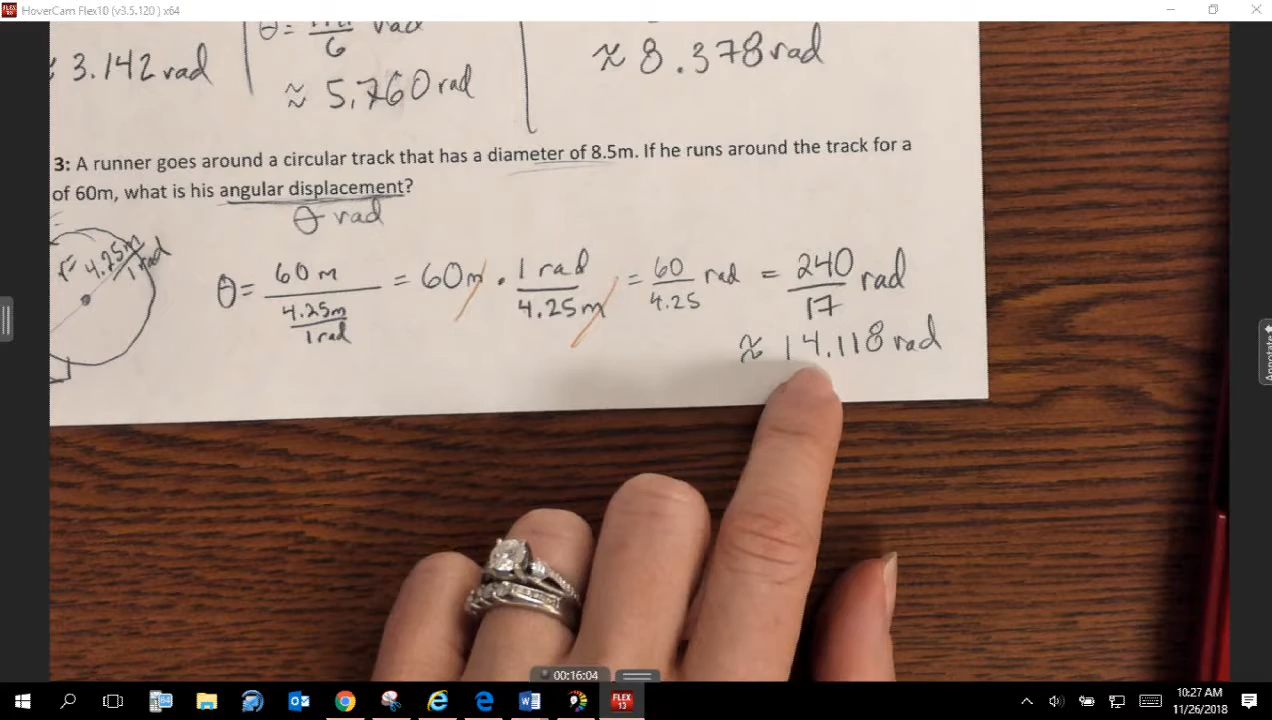 HoverCam Flex10 (v3.5.120 ) x64
≈ 3.142 rad
θ = 6 rad
≈ 5.760 rad
≈ 8.378 rad
3: A runner goes around a circular track that has a diameter of 8.5m. If he runs around the track for a
of 60m, what is his angular displacement?
θ rad
r = 4.25m/1 rad
θ = 60 m / (4.25m / 1 rad) = 60m · 1 rad / 4.25m = 60 / 4.25 rad = 240 / 17 rad
≈ 14.118 rad
Annotate
00:16:04
FLEX
13
10:27 AM
11/26/2018